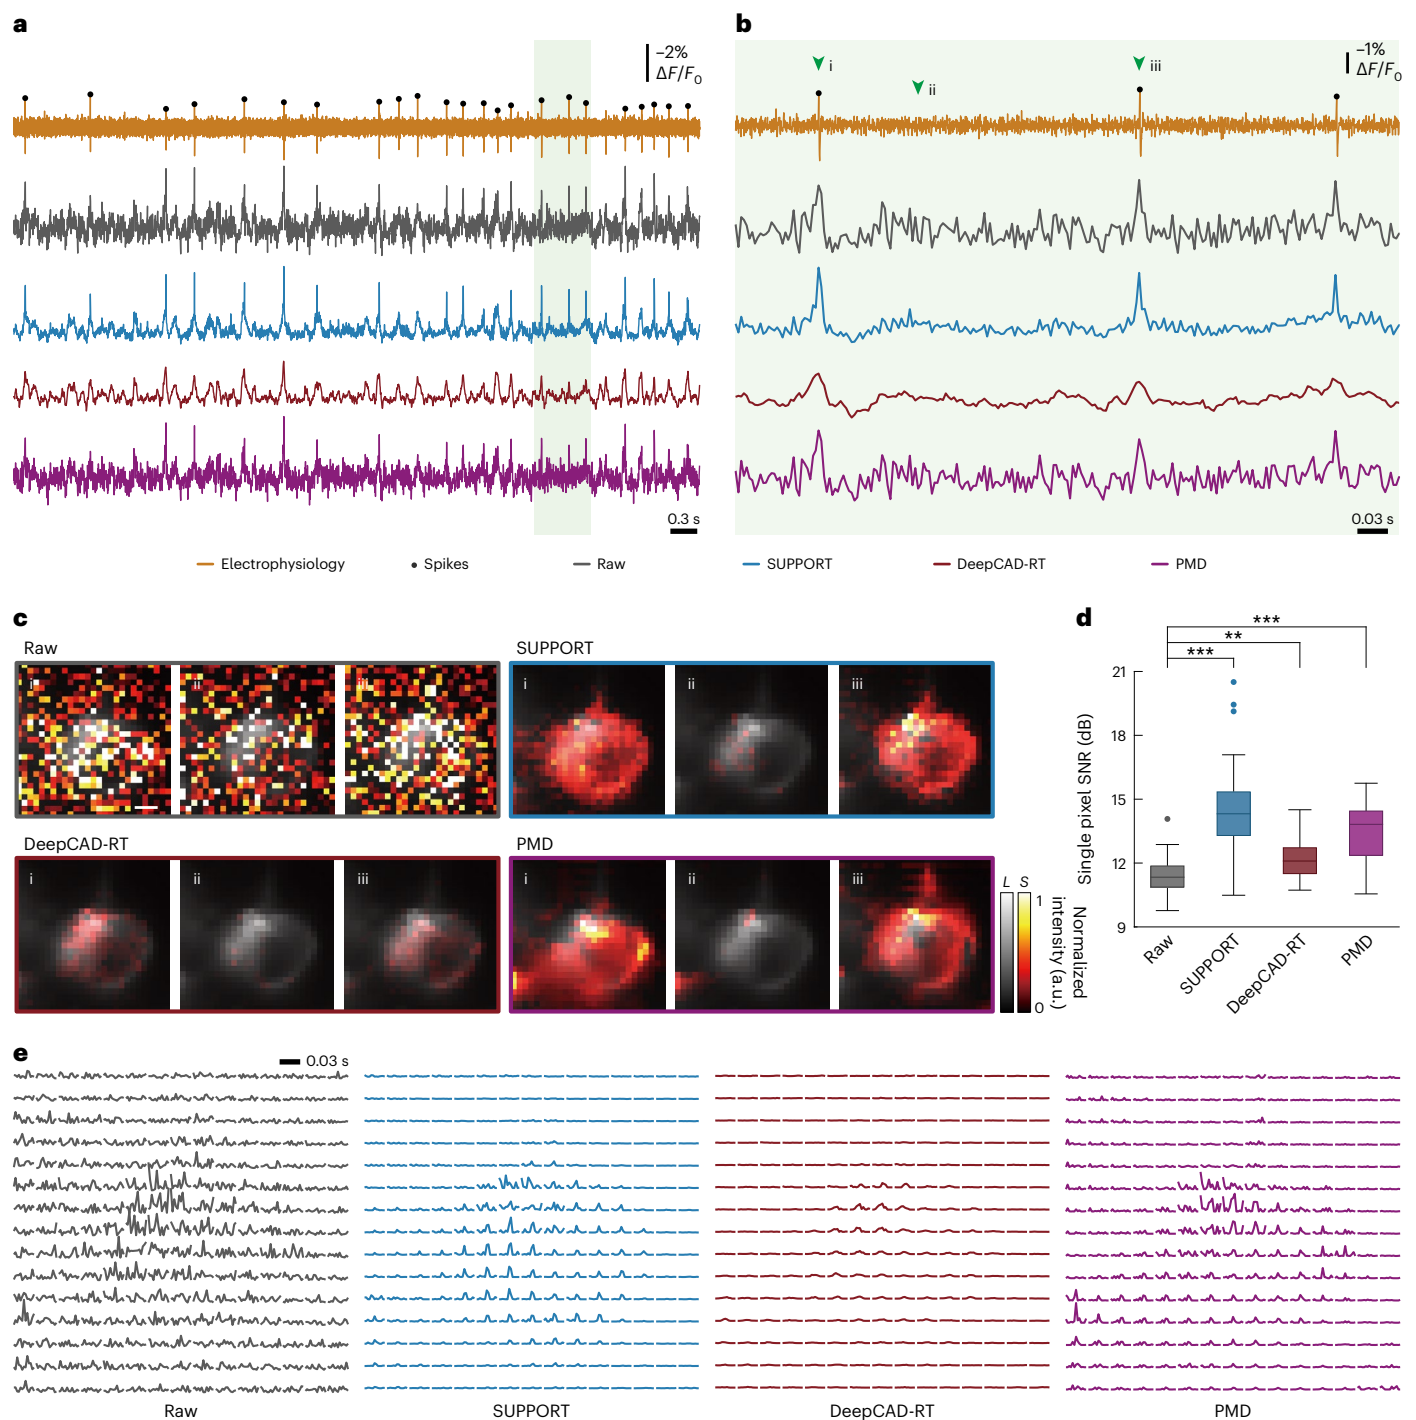 a
b
−2%
ΔF/F0
−1%
ΔF/F0
i
ii
iii
0.3 s
0.03 s
Electrophysiology
Spikes
Raw
SUPPORT
DeepCAD-RT
PMD
c
d
Raw
i
ii
iii
SUPPORT
i
ii
iii
DeepCAD-RT
i
ii
iii
PMD
i
ii
iii
L S
1
0
Normalized
intensity (a.u.)
***
**
***
21
18
15
12
9
Single pixel SNR (dB)
Raw
SUPPORT
DeepCAD-RT
PMD
e
0.03 s
Raw
SUPPORT
DeepCAD-RT
PMD